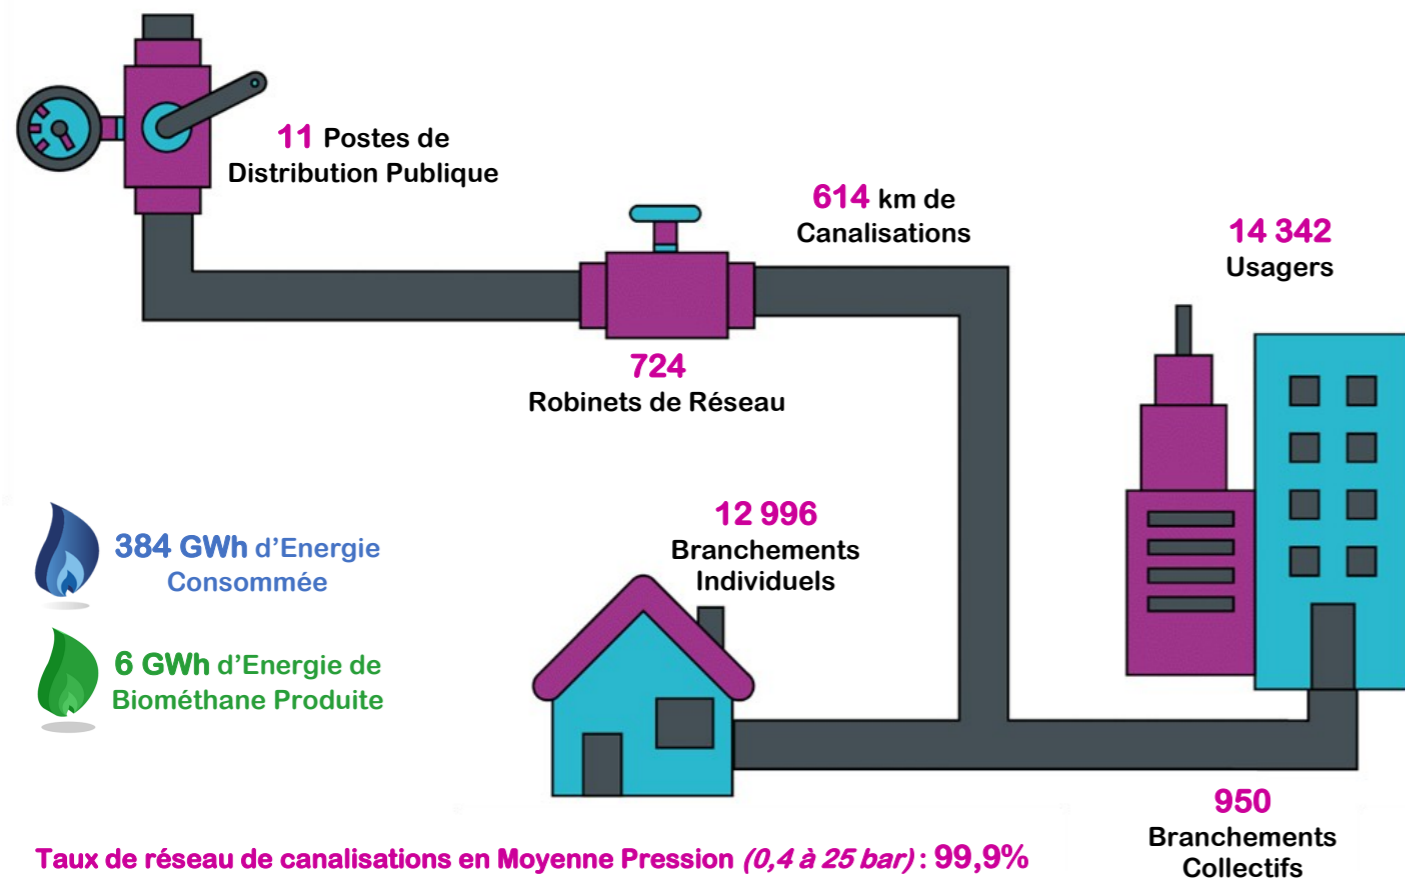 11 Postes de
Distribution Publique
614 km de
Canalisations
14 342
Usagers
724
Robinets de Réseau
12 996
Branchements
Individuels
384 GWh d’Energie
Consommée
6 GWh d’Energie de
Biométhane Produite
950
Branchements
Collectifs
Taux de réseau de canalisations en Moyenne Pression (0,4 à 25 bar) : 99,9%